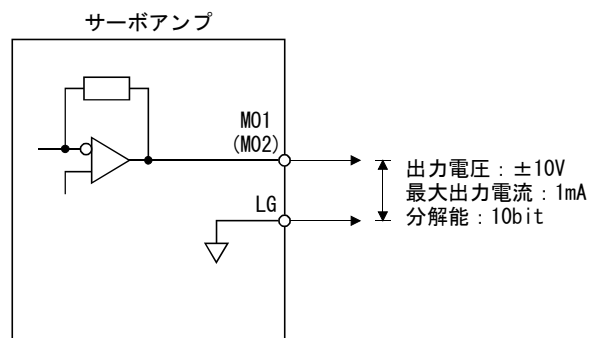 サーボアンプ
MO1
(MO2)
LG
出力電圧：±10V
最大出力電流：1mA
分解能：10bit